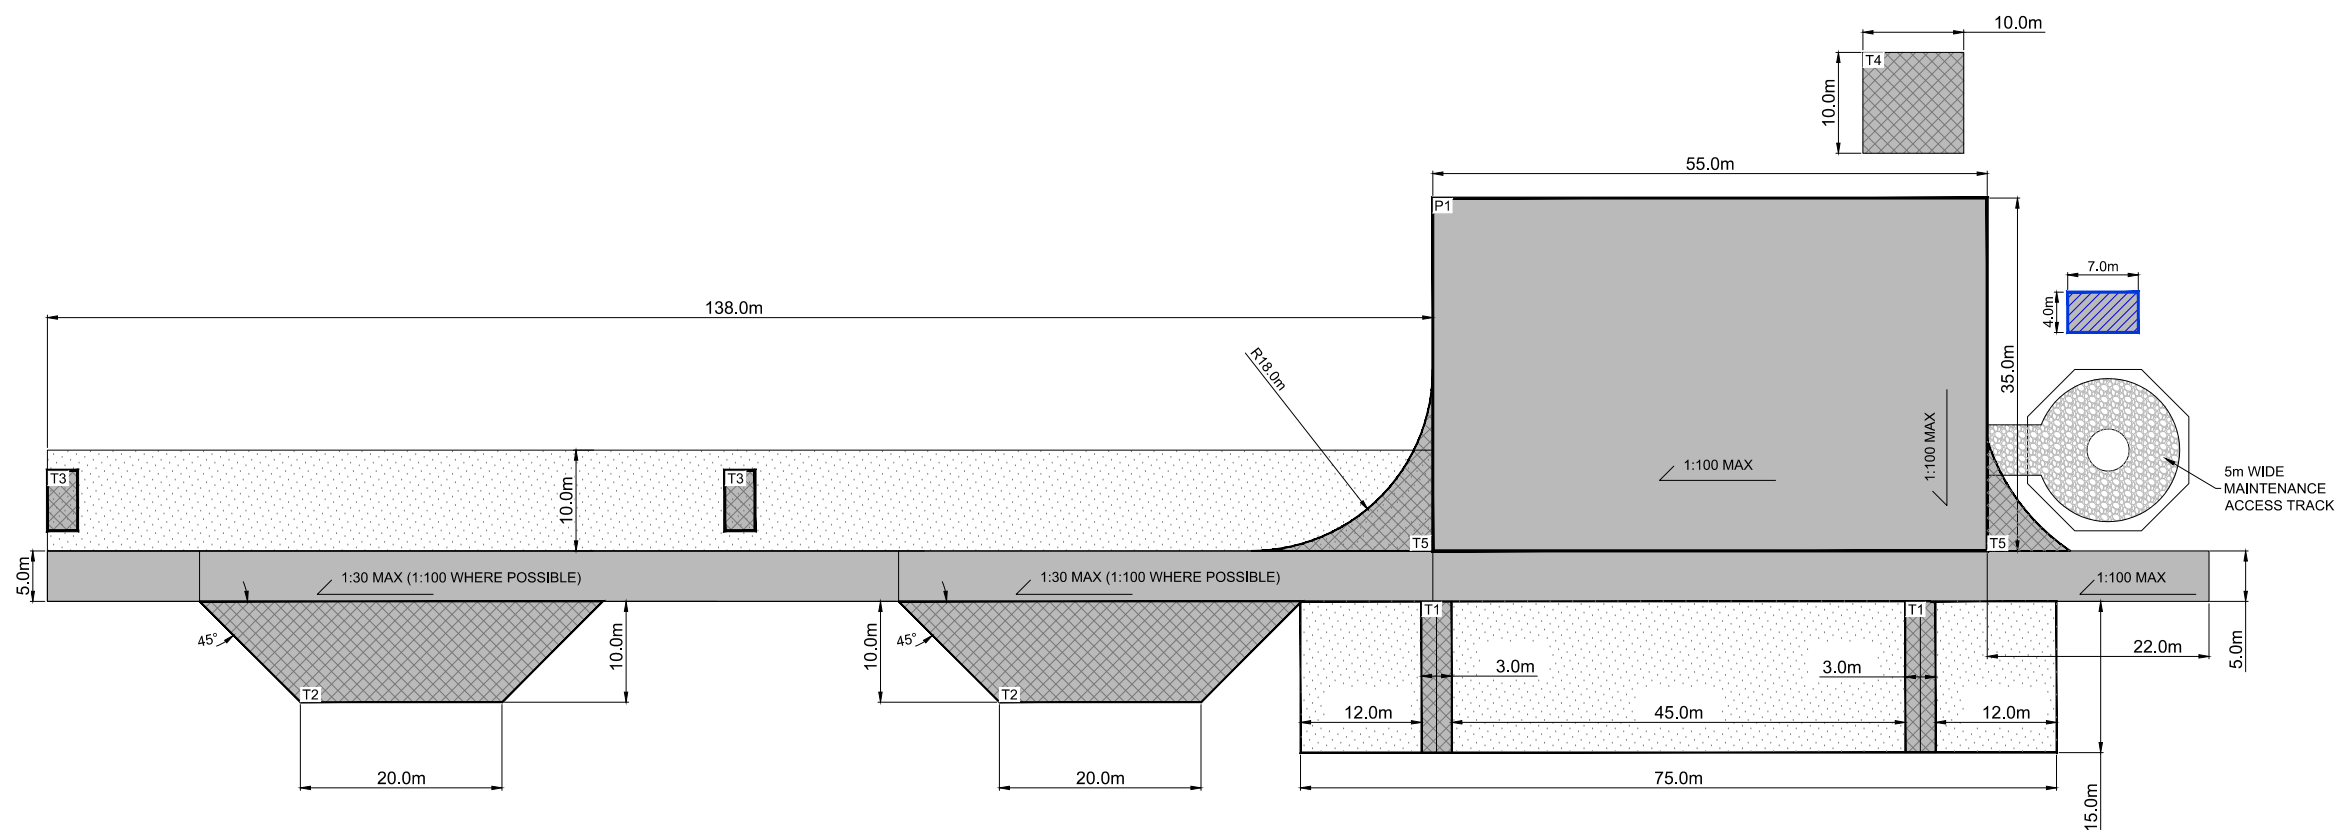 10.0m
T4
10.0m
55.0m
P1
7.0m
4.0m
138.0m
R18.0m
35.0m
1:100 MAX
1:100 MAX
5m WIDE
MAINTENANCE
ACCESS TRACK
T3
T3
10.0m
T5
T5
5.0m
1:30 MAX (1:100 WHERE POSSIBLE)
1:30 MAX (1:100 WHERE POSSIBLE)
1:100 MAX
T1
T1
45°
45°
10.0m
10.0m
22.0m
5.0m
3.0m
3.0m
T2
T2
12.0m
45.0m
12.0m
20.0m
20.0m
75.0m
15.0m